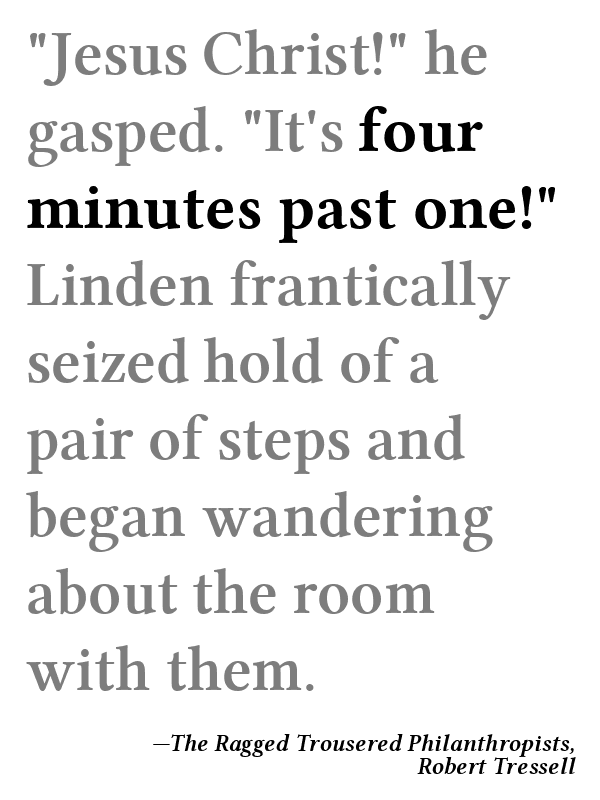 "Jesus Christ!" he
gasped. "It's four
minutes past one!"
Linden frantically
seized hold of a
pair of steps and
began wandering
about the room
with them.
—The Ragged Trousered Philanthropists,
Robert Tressell